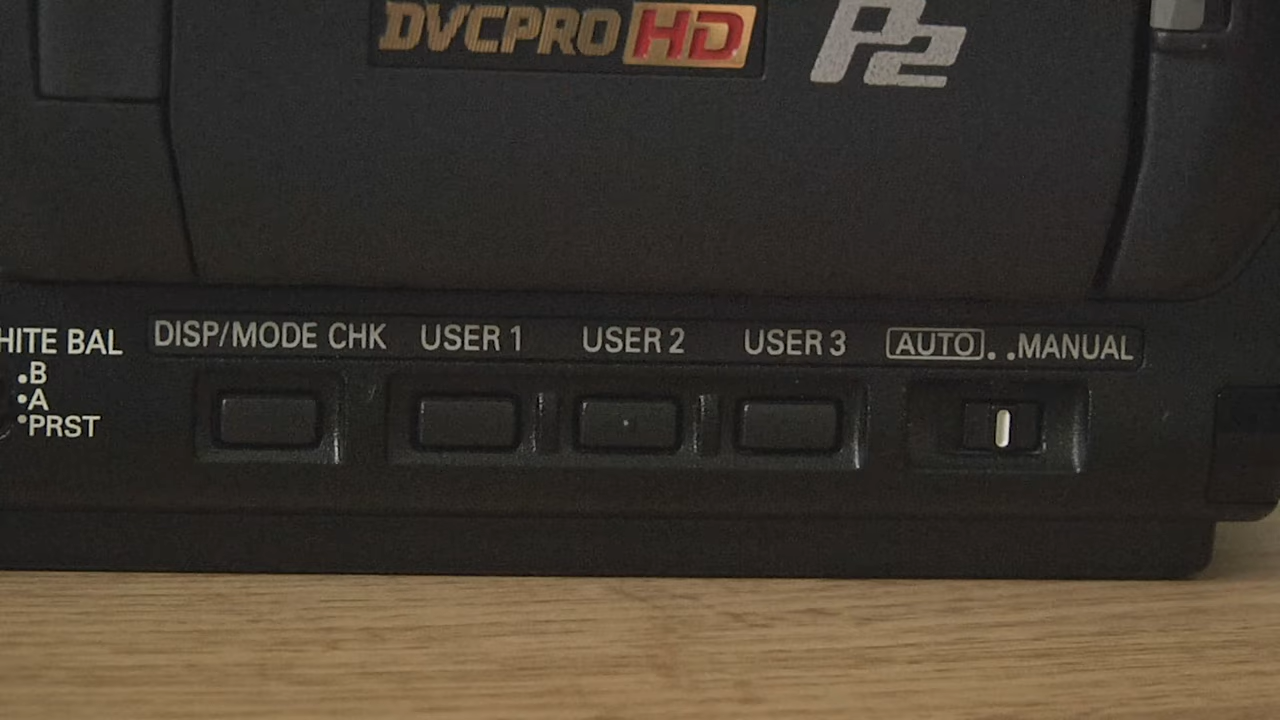 DVCPRO HD P2
HITE BAL
.B
•A
•PRST
DISP/MODE CHK
USER 1
USER 2
USER 3
AUTO. .MANUAL